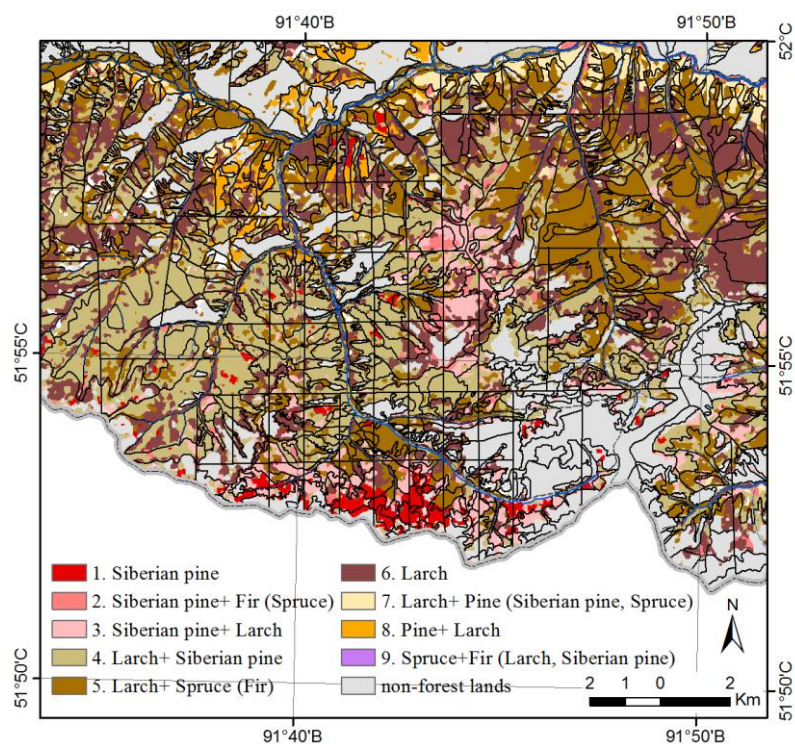 91°40'В 91°50'В
52°С
51°55'С 51°55'С
1. Siberian pine
2. Siberian pine+ Fir (Spruce)
3. Siberian pine+ Larch
4. Larch+ Siberian pine
5. Larch+ Spruce (Fir)
6. Larch
7. Larch+ Pine (Siberian pine, Spruce)
8. Pine+ Larch
9. Spruce+Fir (Larch, Siberian pine)
non-forest lands
N
2 1 0 2
Km
51°50'С 51°50'С
91°40'В 91°50'В